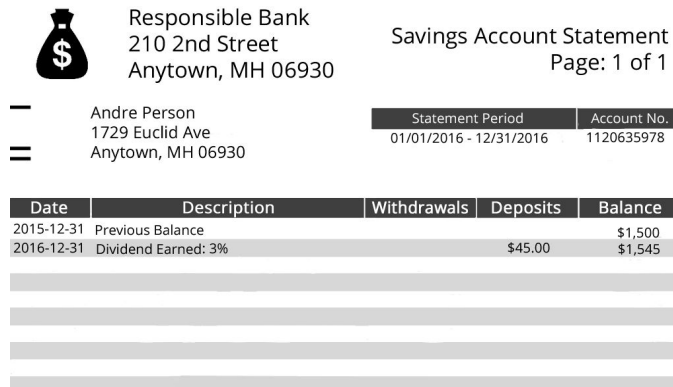 $
Responsible Bank
210 2nd Street
Anytown, MH 06930
Savings Account Statement
Page: 1 of 1
Andre Person
1729 Euclid Ave
Anytown, MH 06930
Statement Period Account No.
01/01/2016 - 12/31/2016 1120635978
Date Description Withdrawals Deposits Balance
2015-12-31 Previous Balance $1,500
2016-12-31 Dividend Earned: 3% $45.00 $1,545